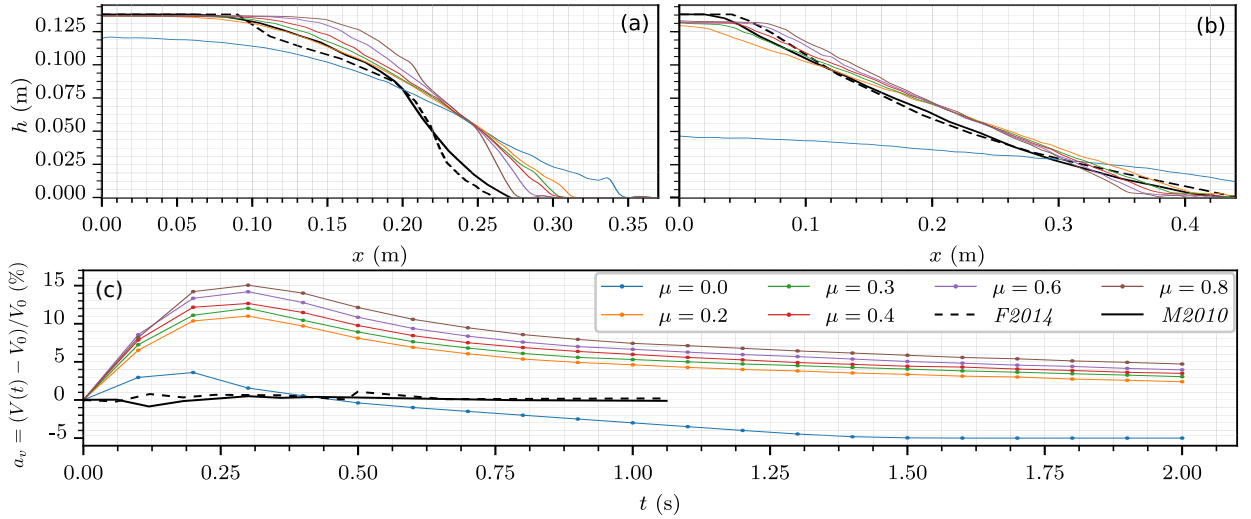 (a)
(b)
h (m)
0.125
0.100
0.075
0.050
0.025
0.000
0.00 0.05 0.10 0.15 0.20 0.25 0.30 0.35
0.0 0.1 0.2 0.3 0.4
x (m)
x (m)
(c)
a_v = (V(t) − V_0)/V_0 (%)
15
10
5
0
-5
μ = 0.0 μ = 0.3 μ = 0.6 μ = 0.8
μ = 0.2 μ = 0.4 F2014 M2010
0.00 0.25 0.50 0.75 1.00 1.25 1.50 1.75 2.00
t (s)